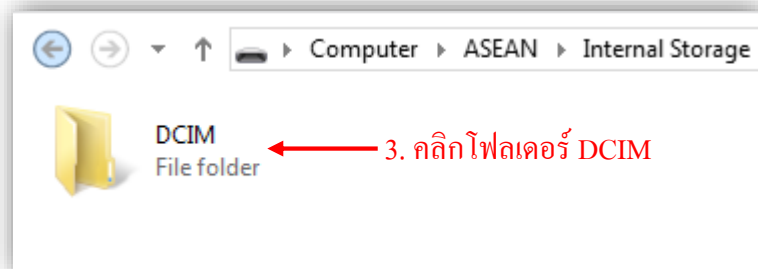 Computer ASEAN Internal Storage
DCIM
File folder
3. คลิกโฟลเดอร์ DCIM